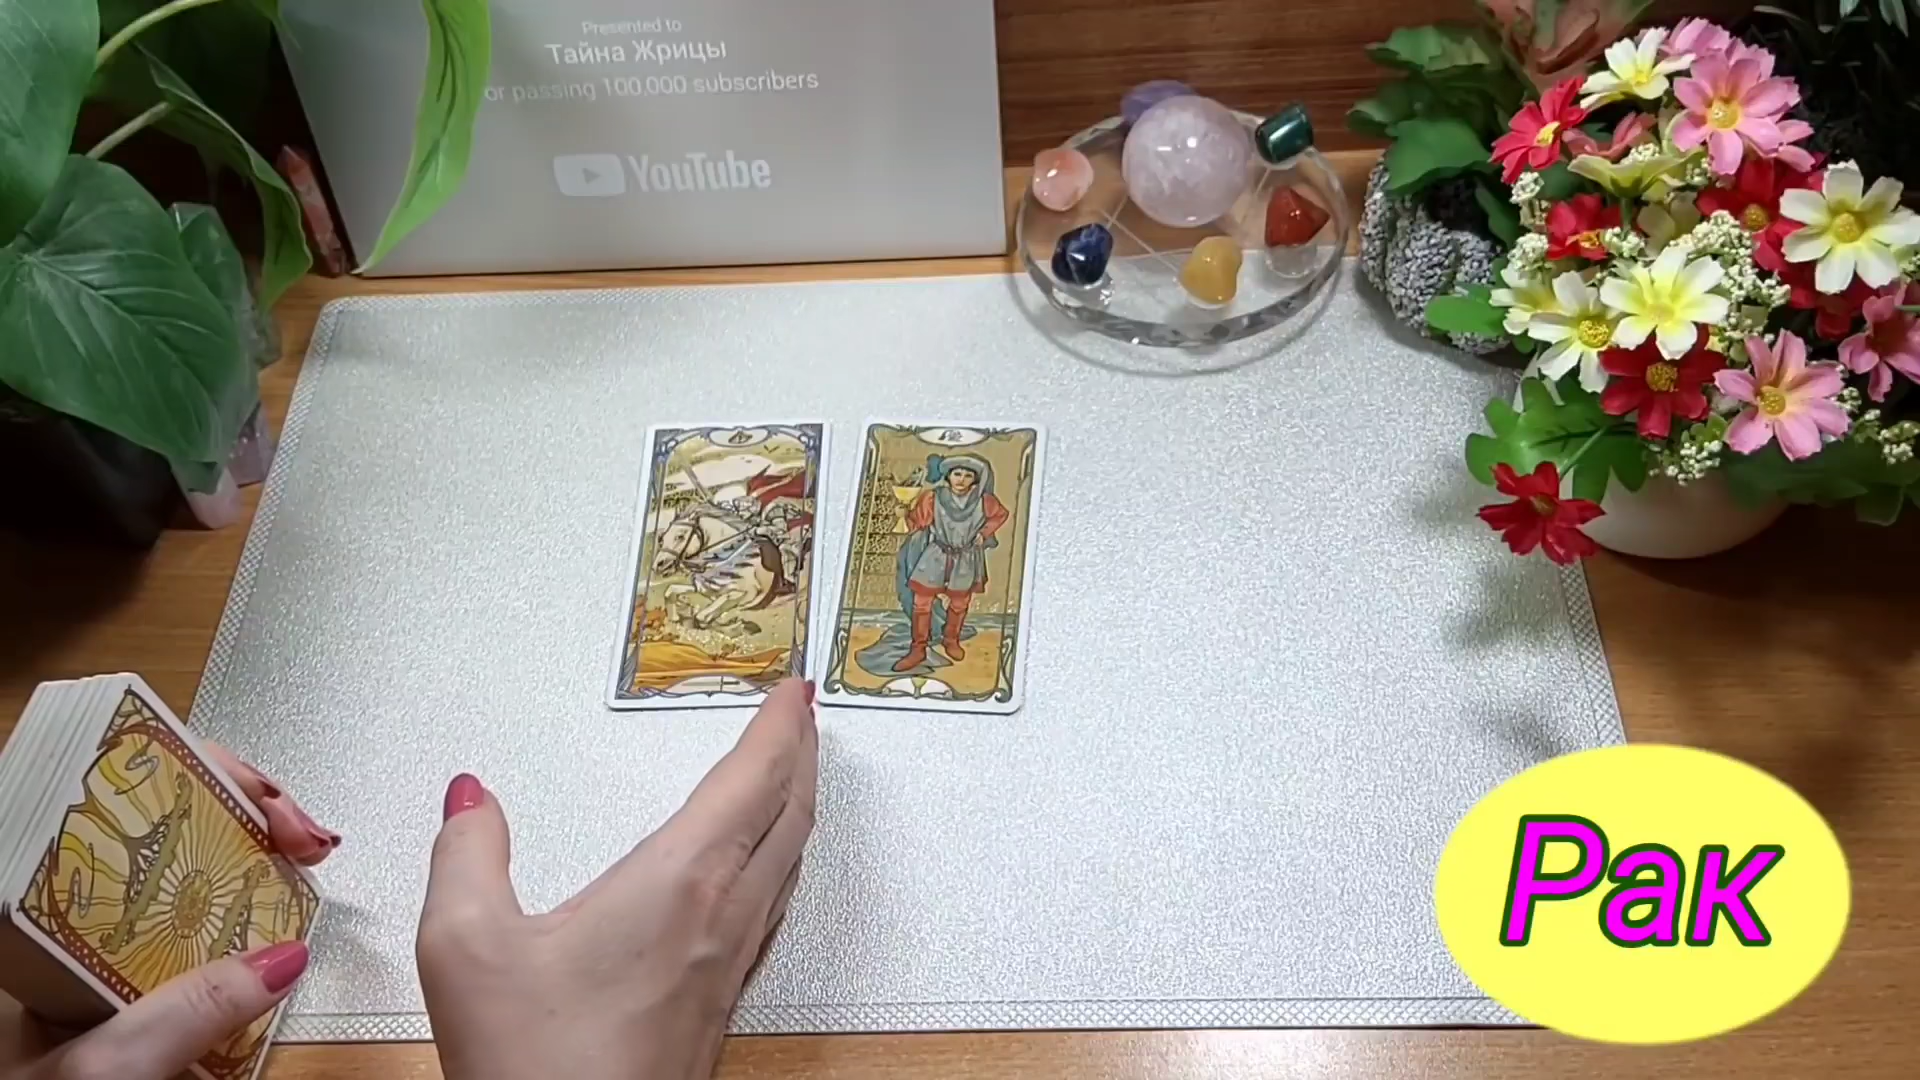 Presented to
Тайна Жрицы
or passing 100,000 subscribers
YouTube
Рак